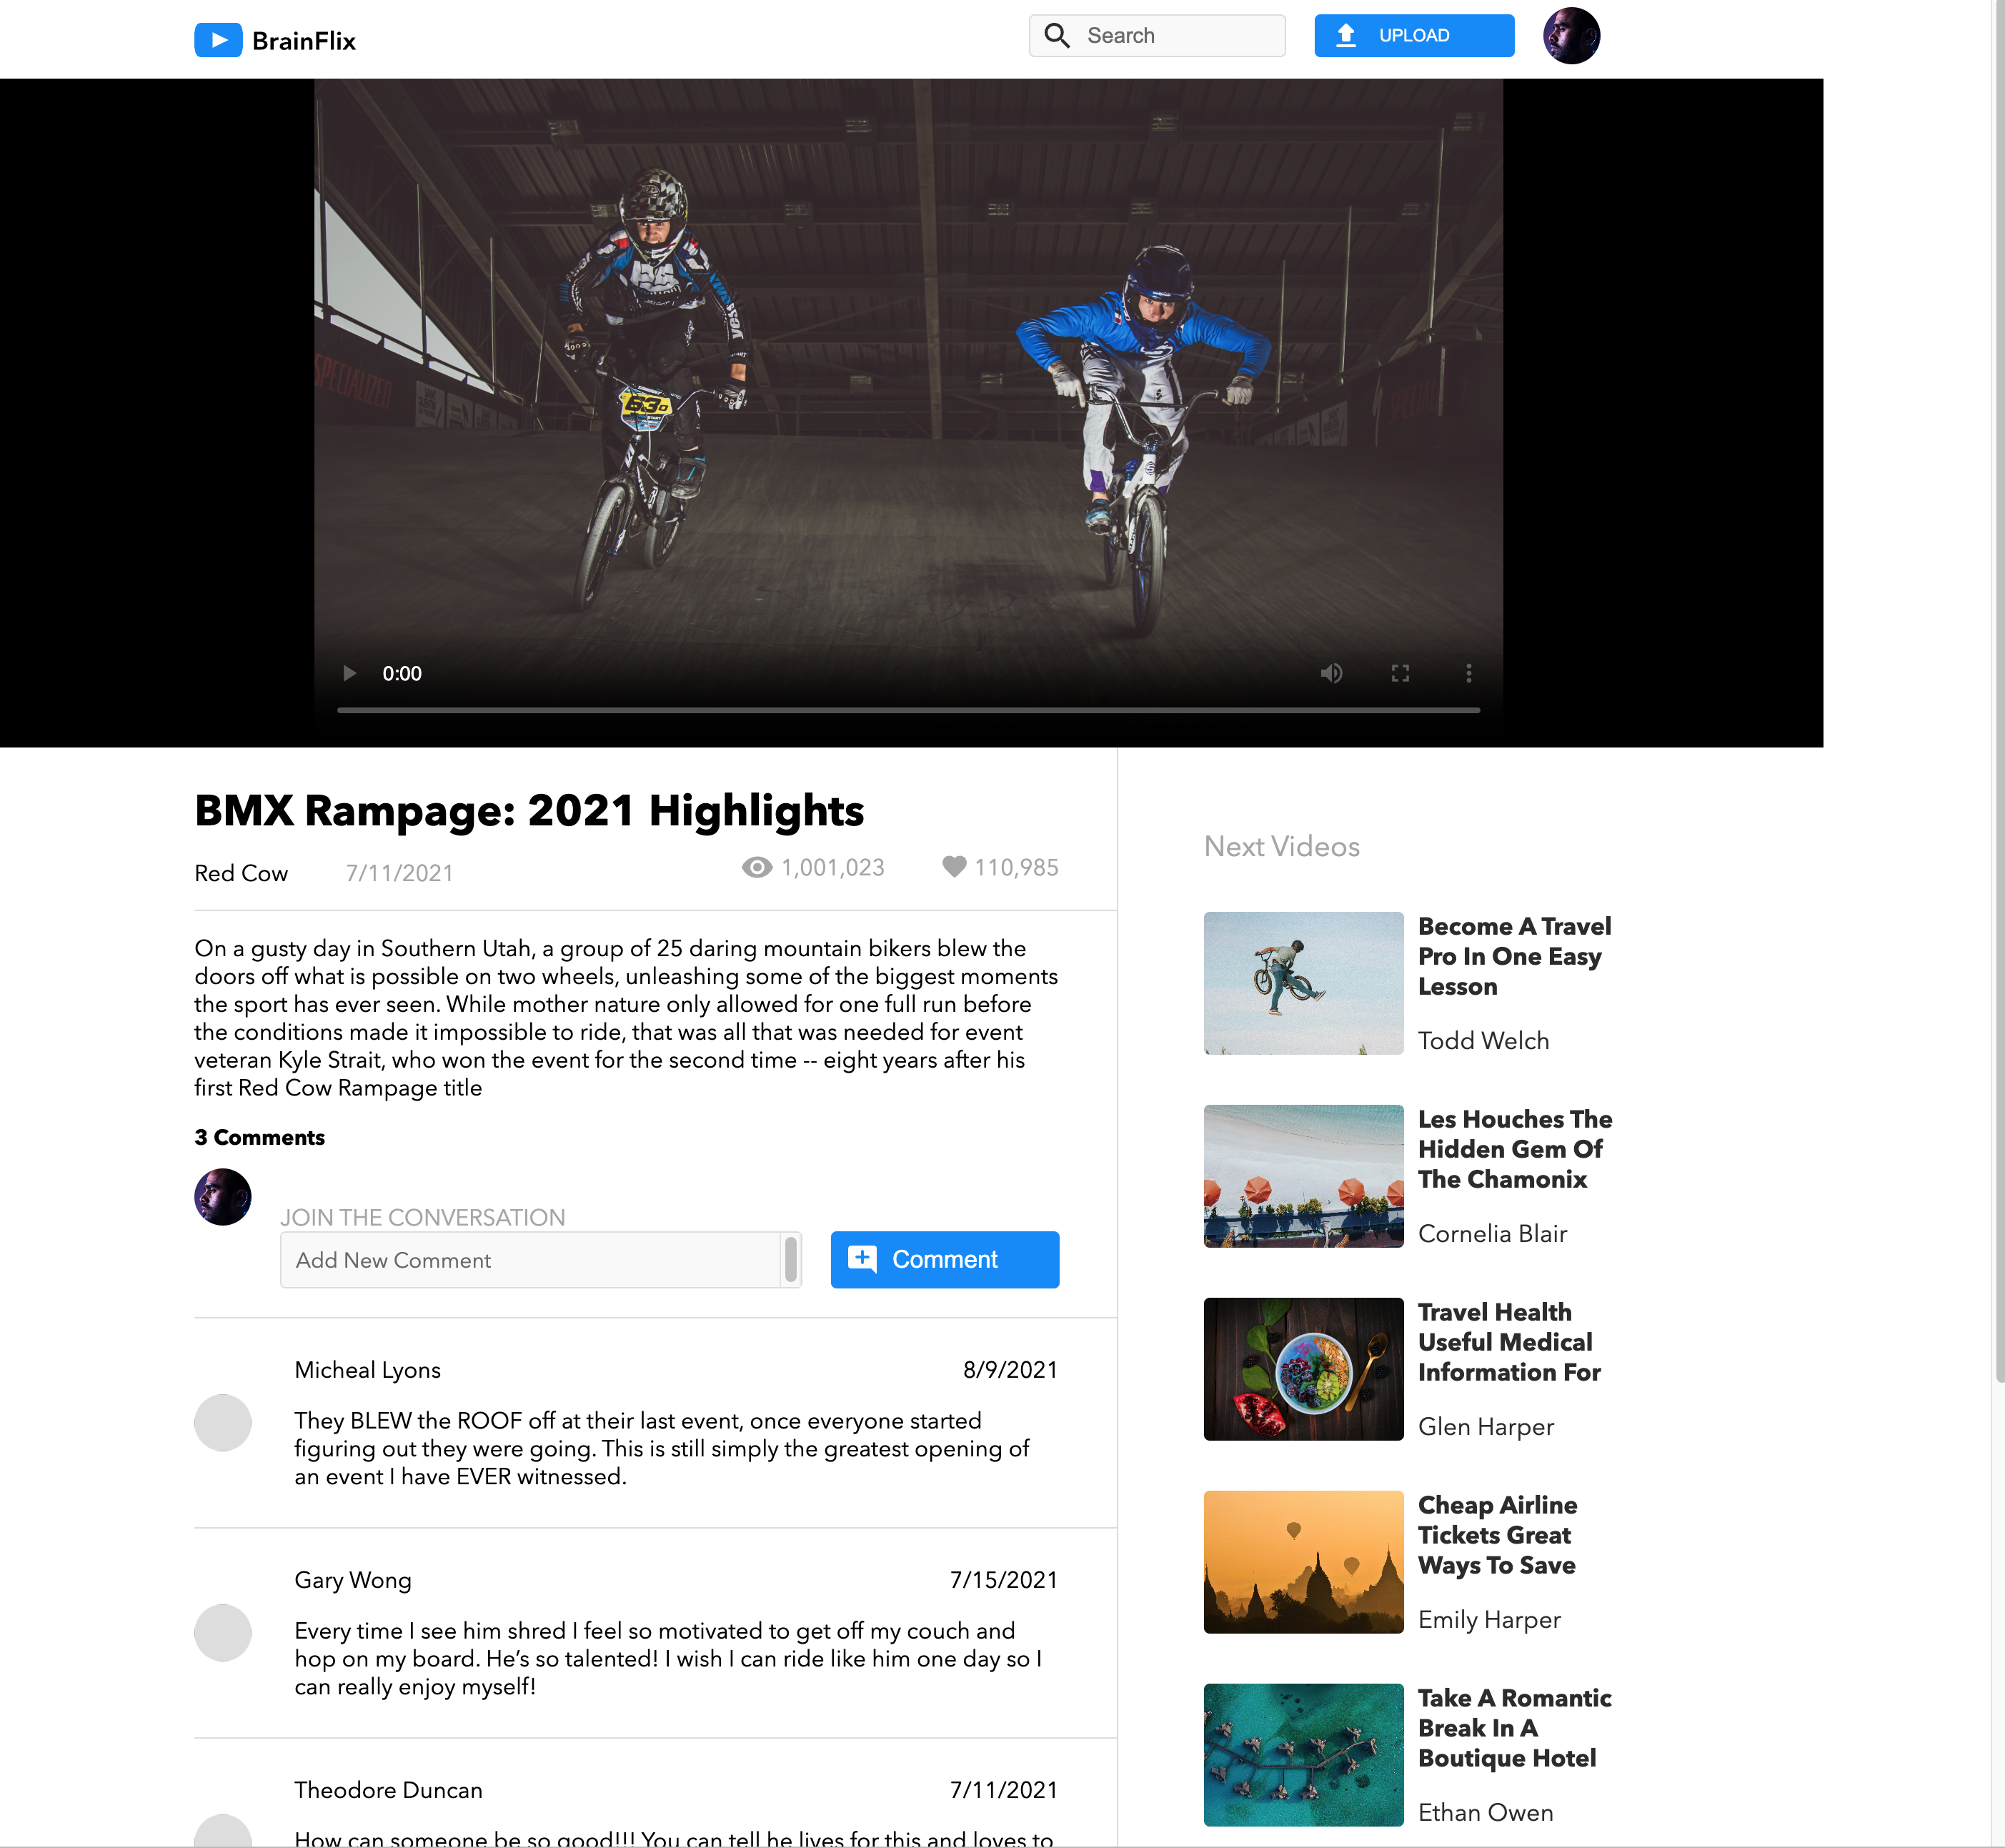 BrainFlix
Search
UPLOAD
SPECIALIZED
630
0:00
BMX Rampage: 2021 Highlights
Red Cow 7/11/2021 1,001,023 110,985
On a gusty day in Southern Utah, a group of 25 daring mountain bikers blew the
doors off what is possible on two wheels, unleashing some of the biggest moments
the sport has ever seen. While mother nature only allowed for one full run before
the conditions made it impossible to ride, that was all that was needed for event
veteran Kyle Strait, who won the event for the second time -- eight years after his
first Red Cow Rampage title
3 Comments
JOIN THE CONVERSATION
Add New Comment
Comment
Micheal Lyons 8/9/2021
They BLEW the ROOF off at their last event, once everyone started
figuring out they were going. This is still simply the greatest opening of
an event I have EVER witnessed.
Gary Wong 7/15/2021
Every time I see him shred I feel so motivated to get off my couch and
hop on my board. He’s so talented! I wish I can ride like him one day so I
can really enjoy myself!
Theodore Duncan 7/11/2021
How can someone be so good!!! You can tell he lives for this and loves to
Next Videos
Become A Travel
Pro In One Easy
Lesson
Todd Welch
Les Houches The
Hidden Gem Of
The Chamonix
Cornelia Blair
Travel Health
Useful Medical
Information For
Glen Harper
Cheap Airline
Tickets Great
Ways To Save
Emily Harper
Take A Romantic
Break In A
Boutique Hotel
Ethan Owen